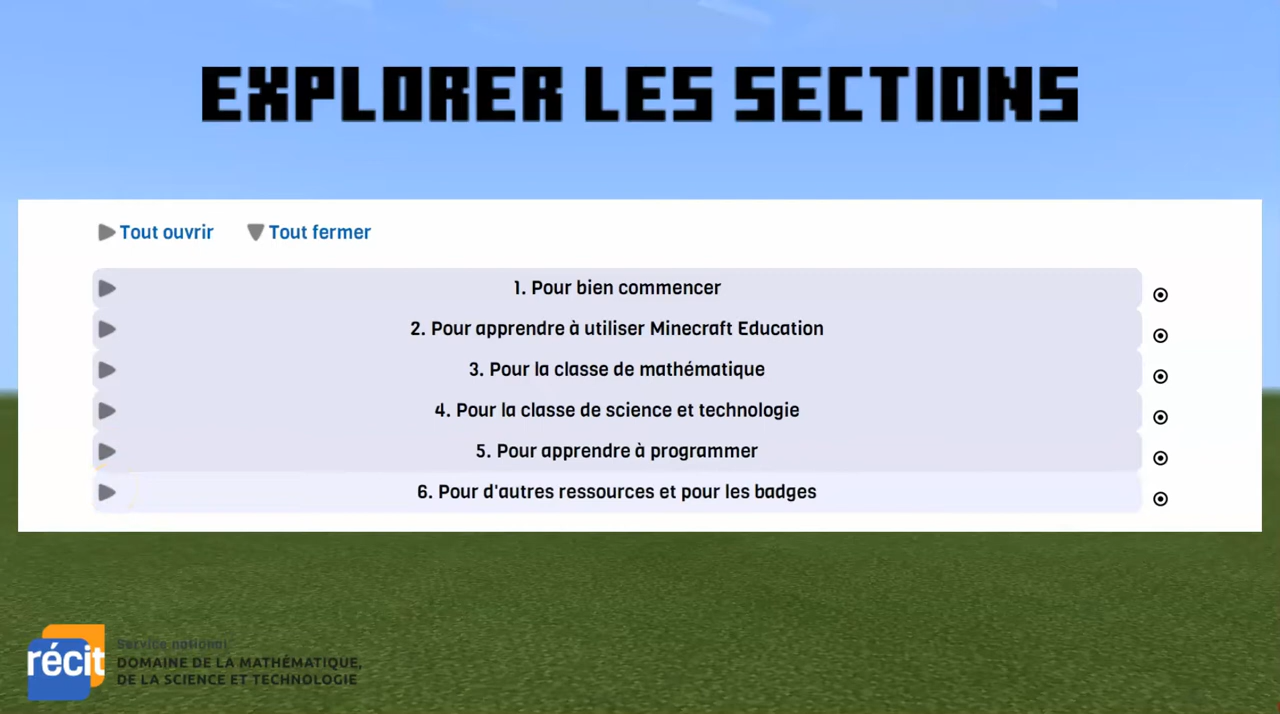 EXPLORER LES SECTIONS
Tout ouvrir Tout fermer
1. Pour bien commencer
2. Pour apprendre à utiliser Minecraft Education
3. Pour la classe de mathématique
4. Pour la classe de science et technologie
5. Pour apprendre à programmer
6. Pour d'autres ressources et pour les badges
récit
Service national
DOMAINE DE LA MATHÉMATIQUE,
DE LA SCIENCE ET TECHNOLOGIE